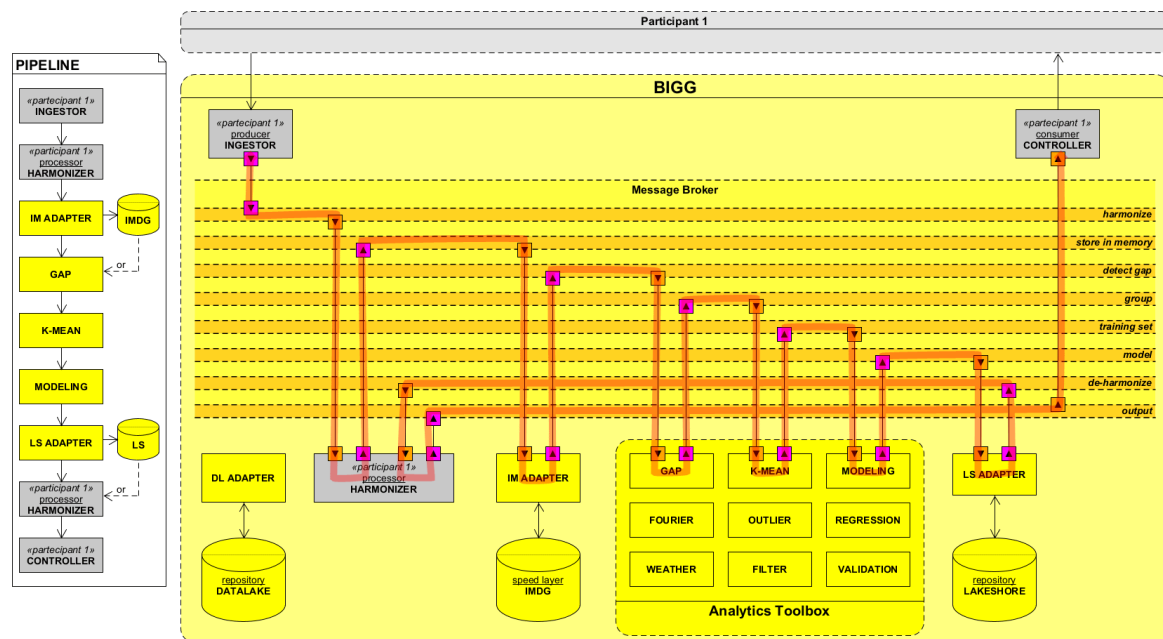 Participant 1
PIPELINE
«partecipant 1»
INGESTOR
«participant 1»
processor
HARMONIZER
IM ADAPTER
IMDG
or
GAP
K-MEAN
MODELING
LS ADAPTER
LS
or
«participant 1»
processor
HARMONIZER
«partecipant 1»
CONTROLLER
BIGG
«partecipant 1»
producer
INGESTOR
«partecipant 1»
consumer
CONTROLLER
Message Broker
harmonize
store in memory
detect gap
group
training set
model
de-harmonize
output
DL ADAPTER
«participant 1»
processor
HARMONIZER
IM ADAPTER
GAP
K-MEAN
MODELING
LS ADAPTER
FOURIER
OUTLIER
REGRESSION
WEATHER
FILTER
VALIDATION
Analytics Toolbox
repository
DATALAKE
speed layer
IMDG
repository
LAKESHORE